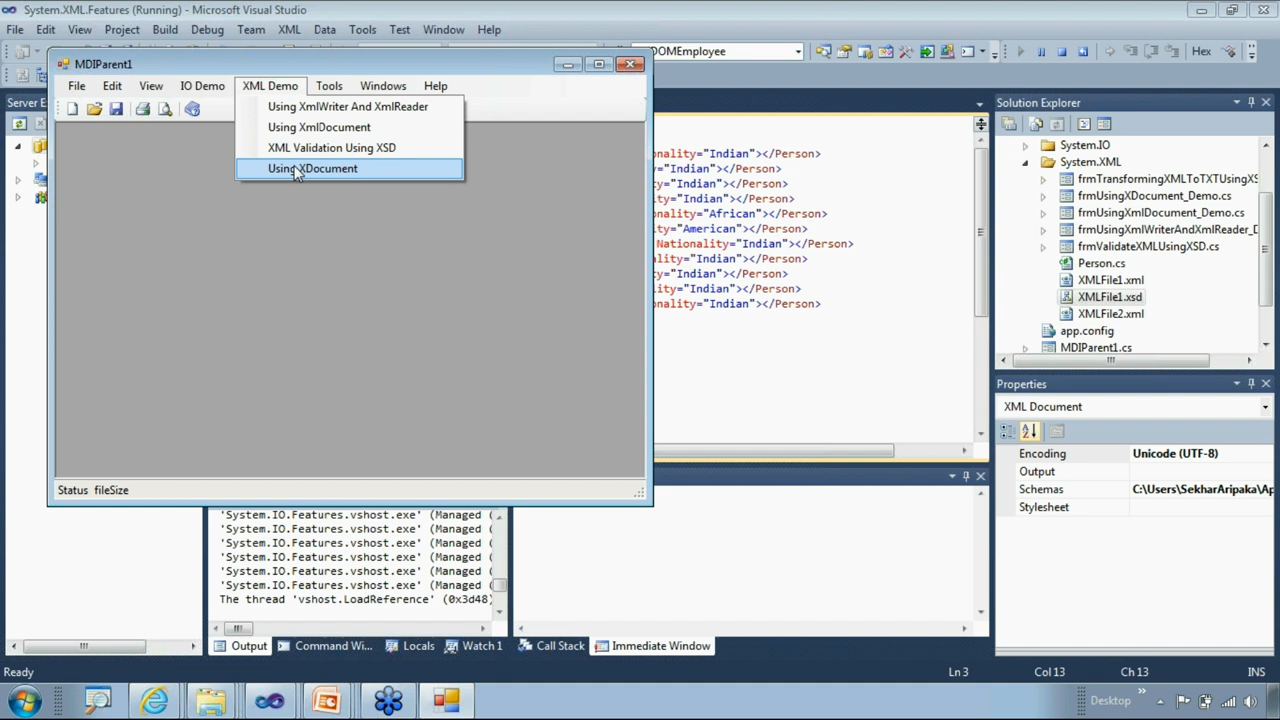 System.XML.Features (Running) - Microsoft Visual Studio
File Edit View Project Build Debug Team XML Data Tools Test Window Help
DOMEmployee
Hex
MDIParent1
File Edit View IO Demo XML Demo Tools Windows Help
Using XmlWriter And XmlReader
Using XmlDocument
XML Validation Using XSD
Using XDocument
Status fileSize
Server E
onality="Indian"></Person>
="Indian"></Person>
"Indian"></Person>
="Indian"></Person>
ality="African"></Person>
ty="American"></Person>
Nationality="Indian"></Person>
lity="Indian"></Person>
="Indian"></Person>
lity="Indian"></Person>
onality="Indian"></Person>
Solution Explorer
System.IO
System.XML
frmTransformingXMLToTXTUsingXS
frmUsingXDocument_Demo.cs
frmUsingXmlDocument_Demo.cs
frmUsingXmlWriterAndXmlReader_D
frmValidateXMLUsingXSD.cs
Person.cs
XMLFile1.xml
XMLFile1.xsd
XMLFile2.xml
app.config
MDIParent1.cs
Properties
XML Document
Encoding Unicode (UTF-8)
Output
Schemas C:\Users\SekharAripaka\Ap
Stylesheet
'System.IO.Features.vshost.exe' (Managed (
'System.IO.Features.vshost.exe' (Managed (
'System.IO.Features.vshost.exe' (Managed (
'System.IO.Features.vshost.exe' (Managed (
'System.IO.Features.vshost.exe' (Managed (
'System.IO.Features.vshost.exe' (Managed (
The thread 'vshost.LoadReference' (0x3d48)
Output Command Wi... Locals Watch 1 Call Stack Immediate Window
Ready Ln 3 Col 13 Ch 13 INS
Desktop